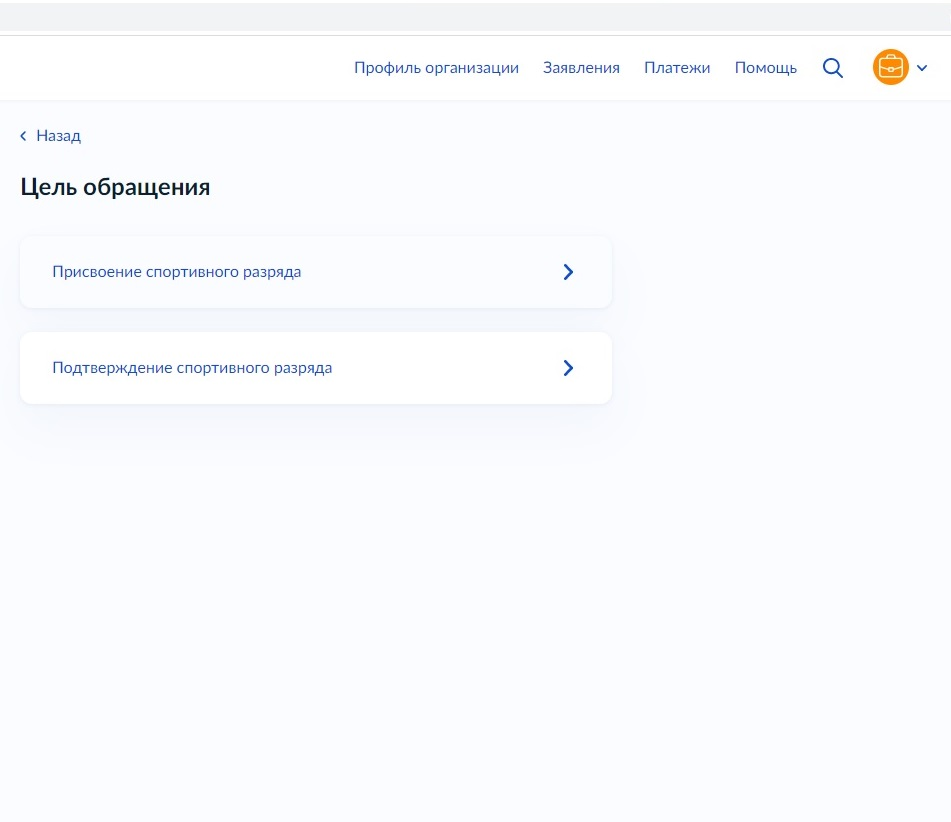 Профиль организации Заявления Платежи Помощь
Назад
Цель обращения
Присвоение спортивного разряда
Подтверждение спортивного разряда